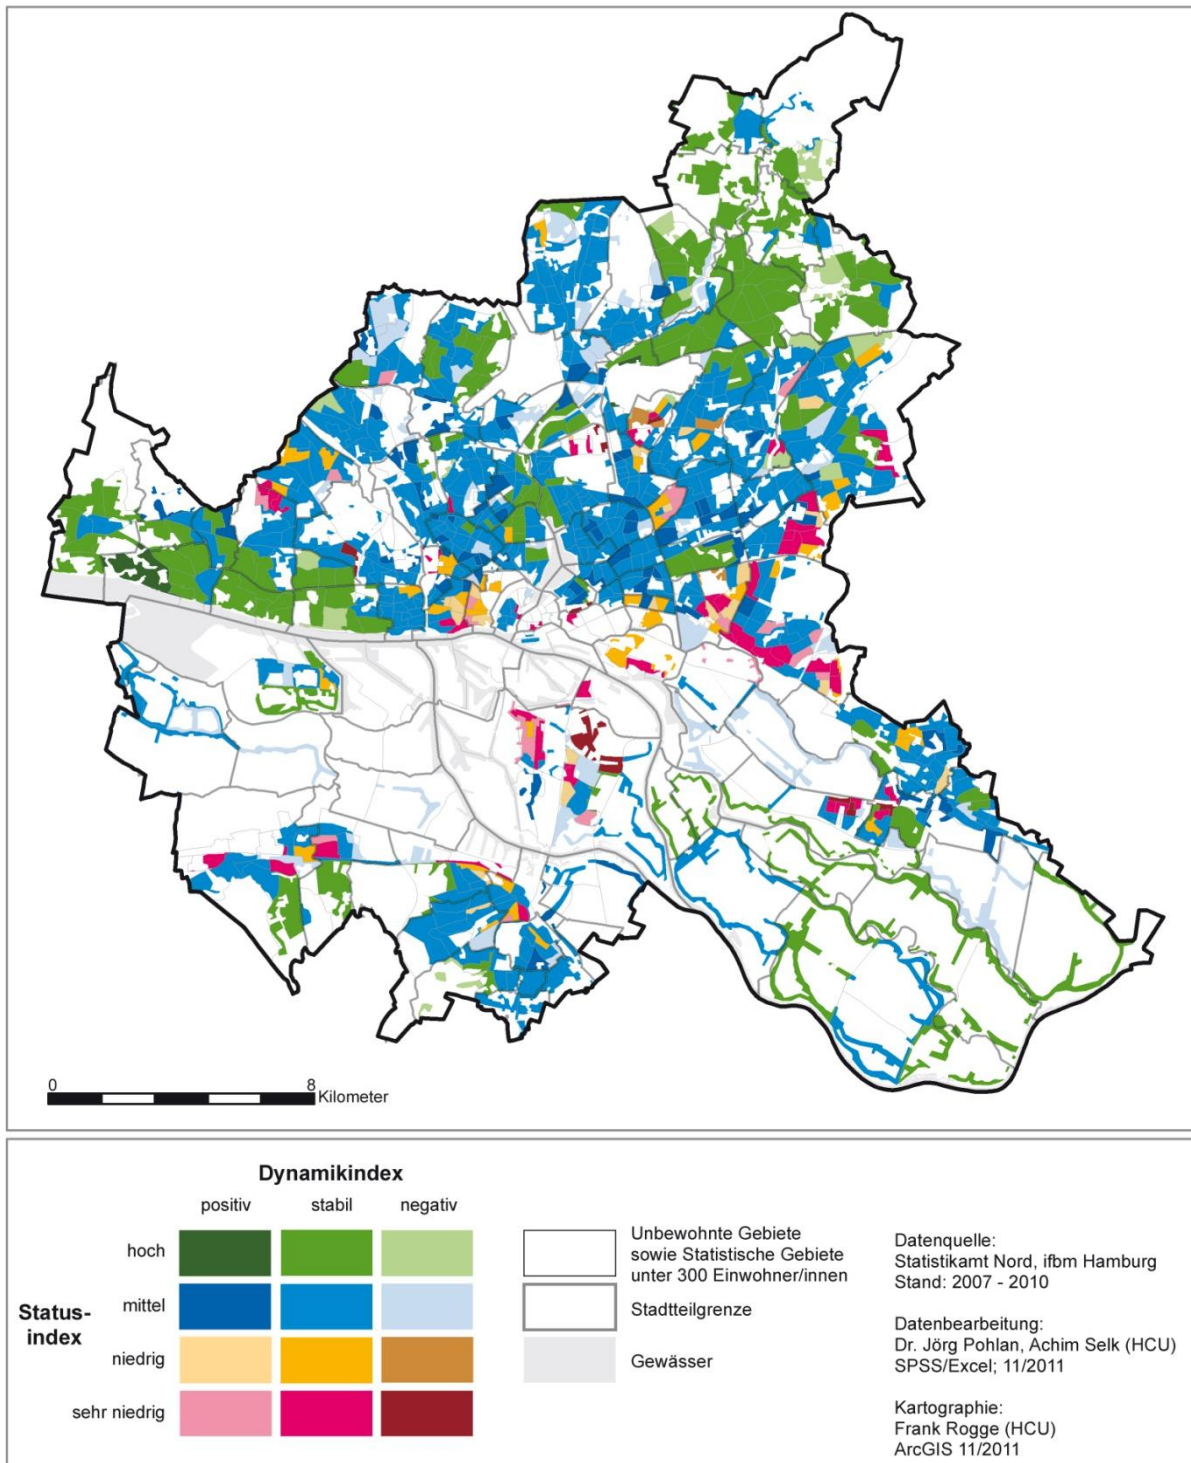 0
8
Kilometer
Dynamikindex
positiv
stabil
negativ
Status-
index
hoch
mittel
niedrig
sehr niedrig
Unbewohnte Gebiete
sowie Statistische Gebiete
unter 300 Einwohner/innen
Stadtteilgrenze
Gewässer
Datenquelle:
Statistikamt Nord, ifbm Hamburg
Stand: 2007 - 2010
Datenbearbeitung:
Dr. Jörg Pohlan, Achim Selk (HCU)
SPSS/Excel; 11/2011
Kartographie:
Frank Rogge (HCU)
ArcGIS 11/2011